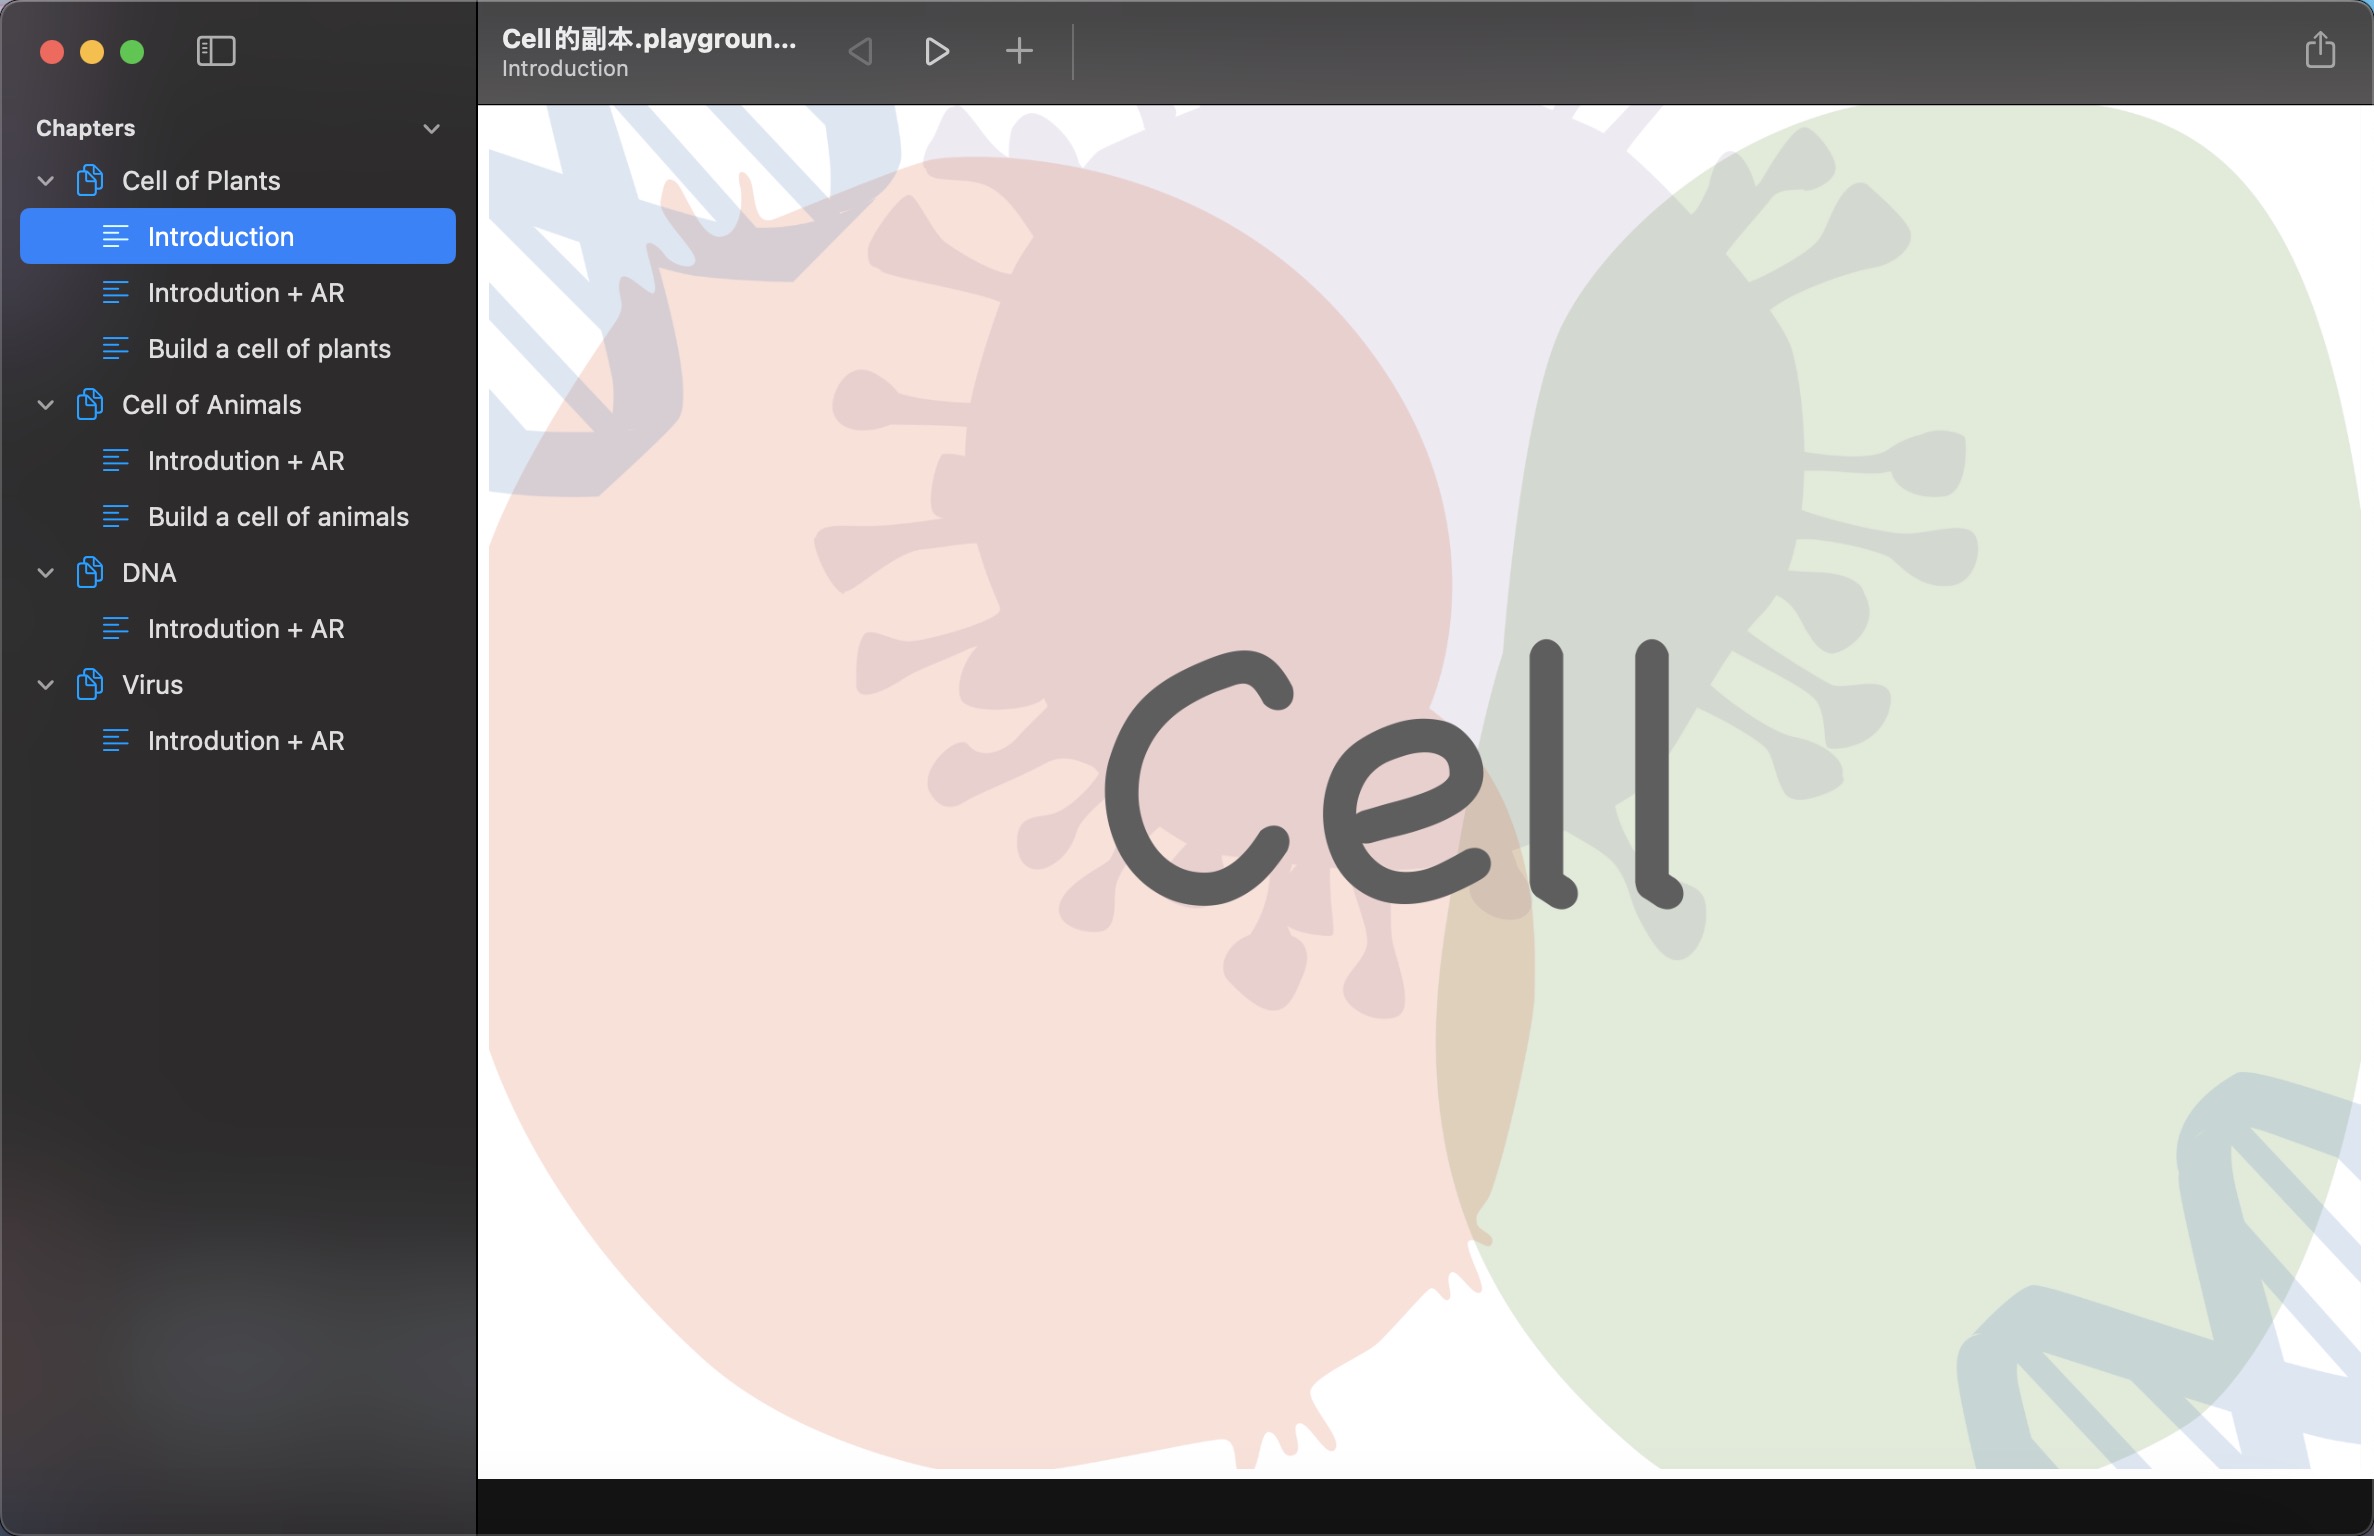 Cell的副本.playgroun...
Introduction
Chapters
Cell of Plants
Introduction
Introdution + AR
Build a cell of plants
Cell of Animals
Introdution + AR
Build a cell of animals
DNA
Introdution + AR
Virus
Introdution + AR
Cell